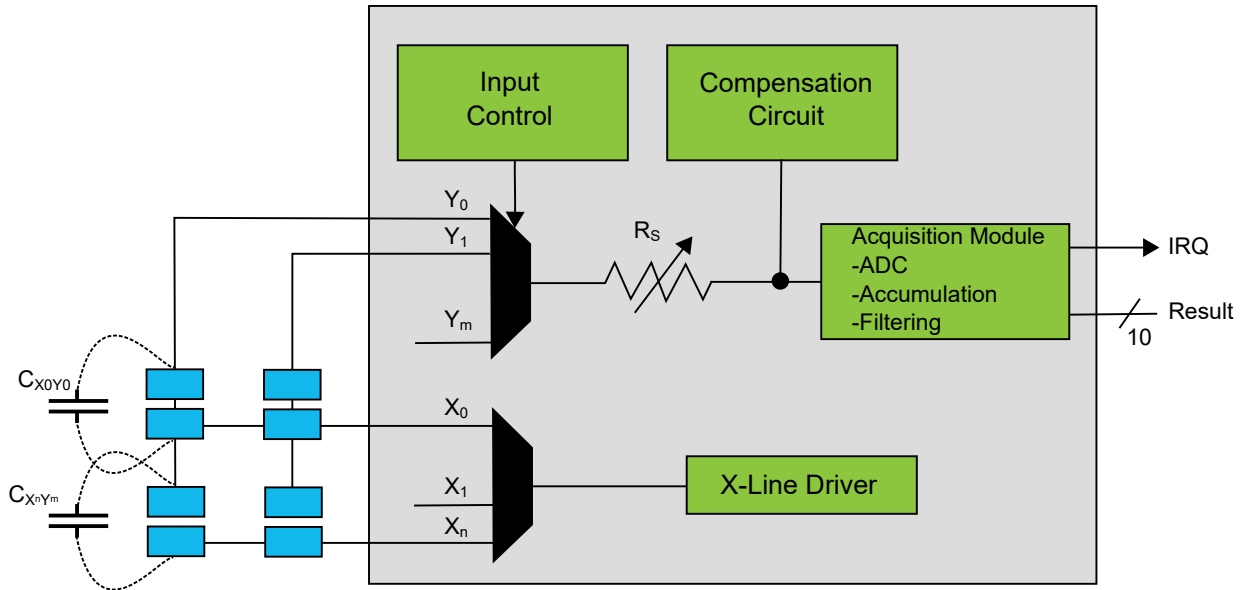 Input
Control
Compensation
Circuit
Y0
Y1
Ym
RS
Acquisition Module
-ADC
-Accumulation
-Filtering
IRQ
Result
10
CX0Y0
CXnYm
X0
X1
Xn
X-Line Driver